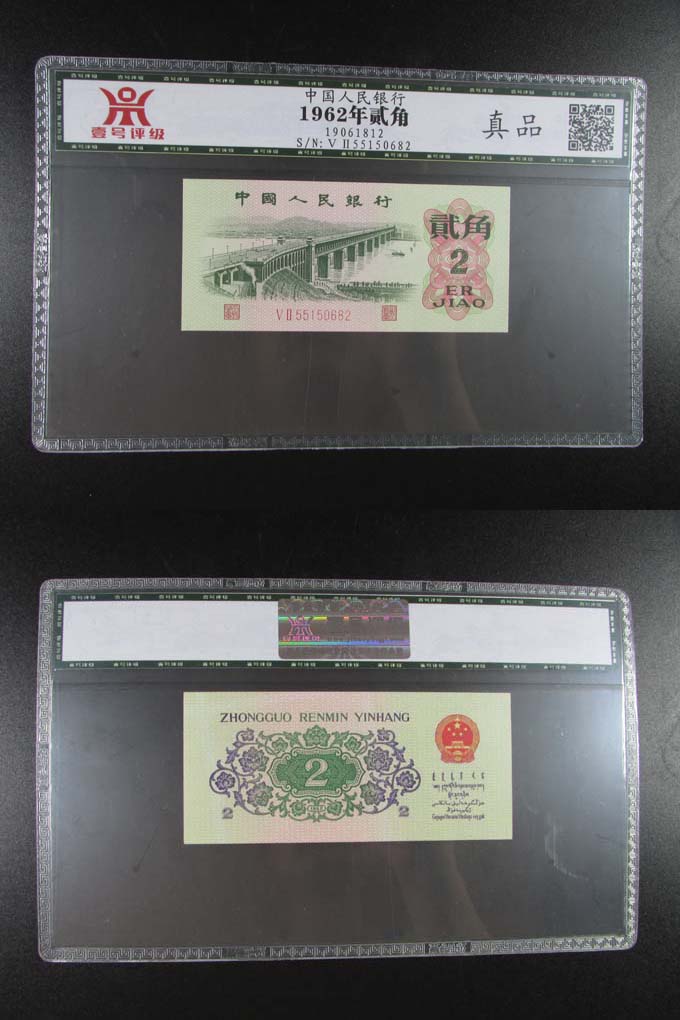 壹号评级
中国人民银行
1962年贰角
19061812
S/N: V II 55150682
真品
中國人民銀行
貳角
2
ER
JIAO
V II 55150682
ZHONGGUO RENMIN YINHANG
2
2
2